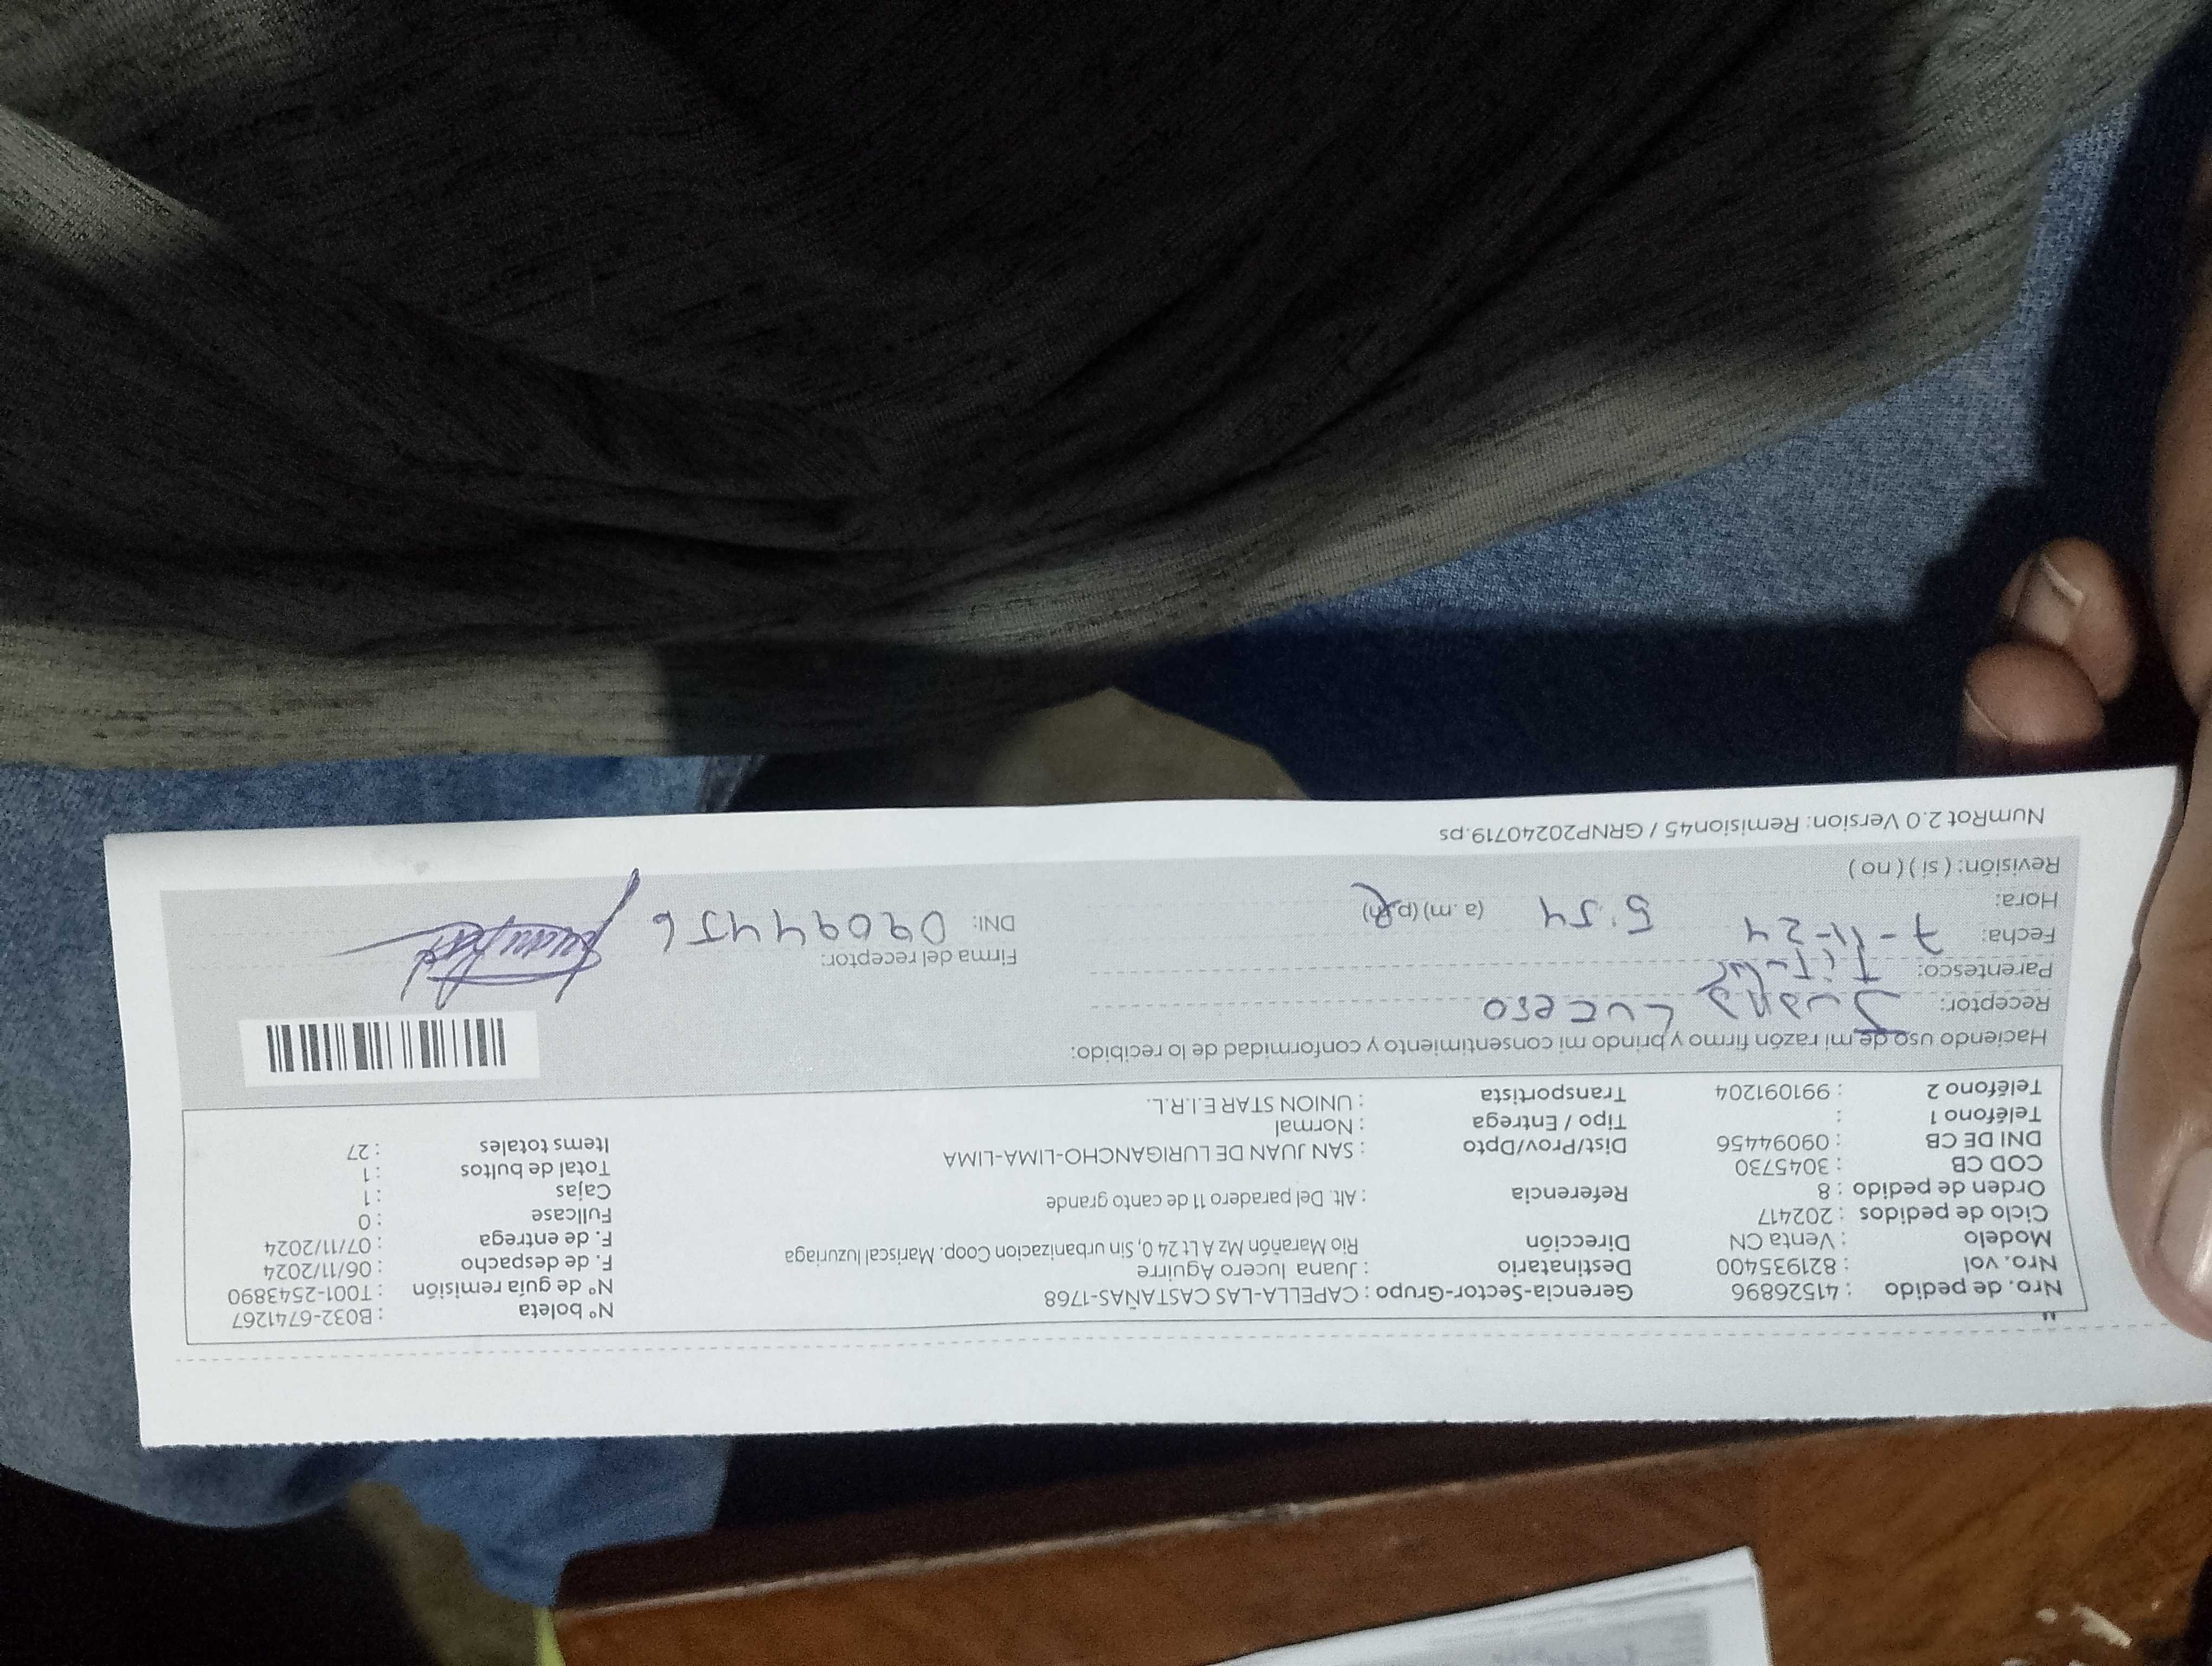 Nro. de pedido : 41526896 Gerencia-Sector-Grupo : CAPELLA-LAS CASTAÑAS-1768 N° boleta : B032-6741267
Nro. vol : 821935400 Destinatario : Juana lucero Aguirre N° de guía remisión : T001-2543890
Modelo : Venta CN Dirección Rio Marañón Mz A Lt 24 0, Sin urbanizacion Coop. Mariscal luzuriaga F. de despacho : 06/11/2024
Ciclo de pedidos : 202417 F. de entrega : 07/11/2024
Orden de pedido : 8 Referencia : Alt. Del paradero 11 de canto grande Fullcase : 0
COD CB : 3045730 Cajas : 1
DNI DE CB : 09094456 Dist/Prov/Dpto : SAN JUAN DE LURIGANCHO-LIMA-LIMA Total de bultos : 1
Teléfono 1 : Tipo / Entrega : Normal Items totales : 27
Teléfono 2 : 991091204 Transportista : UNION STAR E.I.R.L.
Haciendo uso de mi razón firmo y brindo mi consentimiento y conformidad de lo recibido:
Receptor: Juana Lucero
Parentesco: Titular Firma del receptor:
Fecha: 7-11-24 DNI: 09094456
Hora: 5:54 (a. m) (p. m)
Revisión: ( si ) ( no )
NumRot 2.0 Version: Remision45 / GRNP20240719.ps